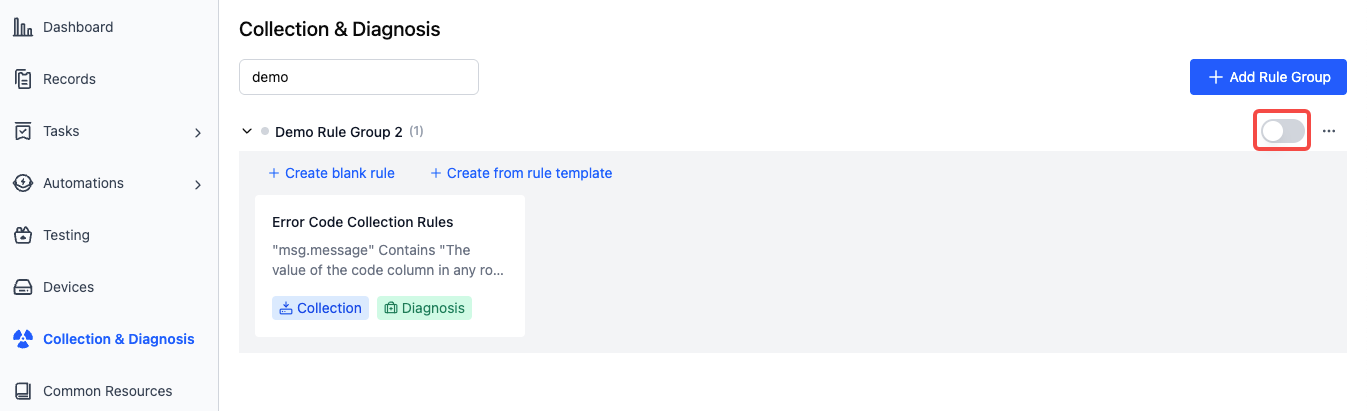 Dashboard
Records
Tasks
Automations
Testing
Devices
Collection & Diagnosis
Common Resources
Collection & Diagnosis
demo
+ Add Rule Group
Demo Rule Group 2 (1)
+ Create blank rule + Create from rule template
Error Code Collection Rules
"msg.message" Contains "The
value of the code column in any ro...
Collection Diagnosis